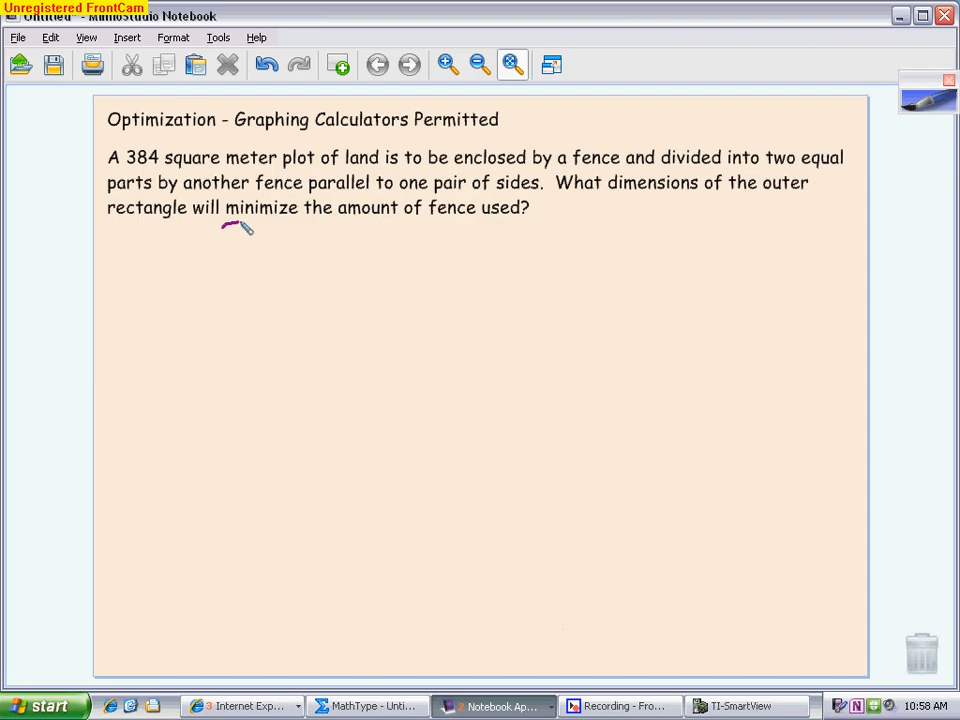 Unregistered FrontCam
Untitled* - MimioStudio Notebook
File Edit View Insert Format Tools Help
Optimization - Graphing Calculators Permitted
A 384 square meter plot of land is to be enclosed by a fence and divided into two equal
parts by another fence parallel to one pair of sides. What dimensions of the outer
rectangle will minimize the amount of fence used?
start 3 Internet Exp... MathType - Unti... 2 Notebook Ap... Recording - Fro... TI-SmartView 10:58 AM